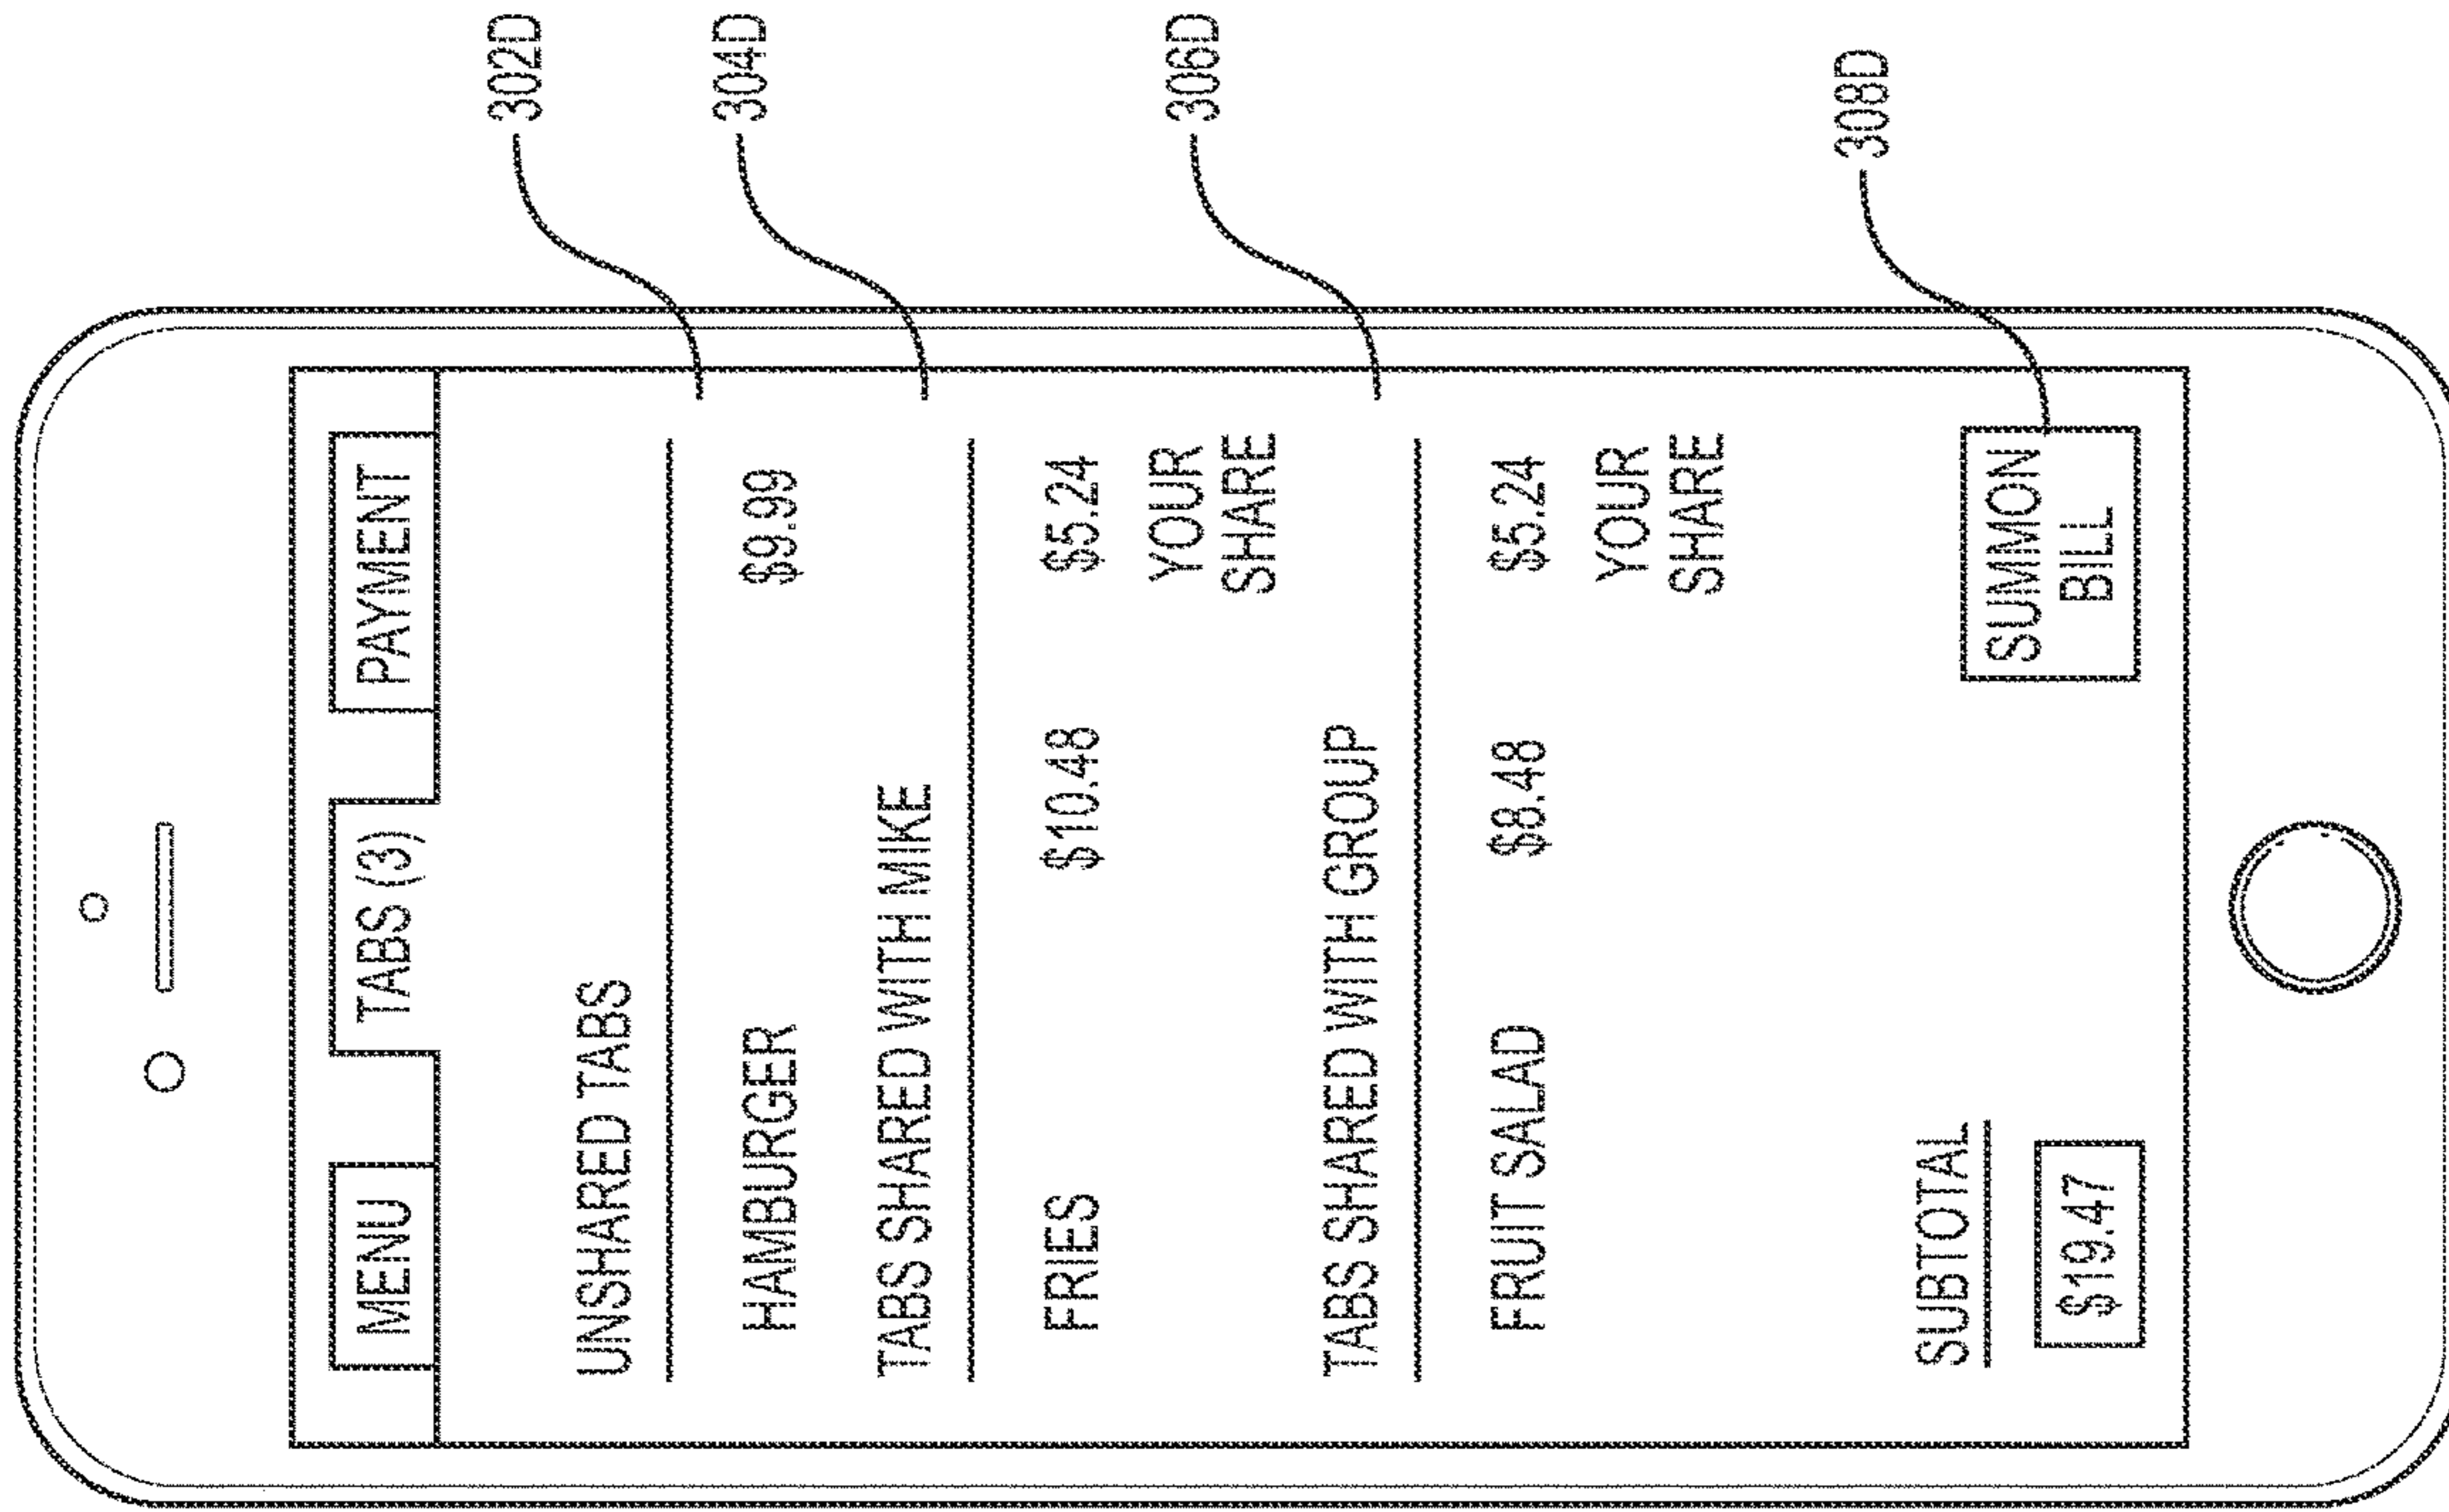 MENU TABS (3) PAYMENT
UNSHARED TABS
302D
HAMBURGER $9.99
304D
TABS SHARED WITH MIKE
FRIES $10.48 $5.24
YOUR
SHARE
306D
TABS SHARED WITH GROUP
FRUIT SALAD $8.48 $5.24
YOUR
SHARE
308D
SUBTOTAL
$19.47
SUMMON
BILL